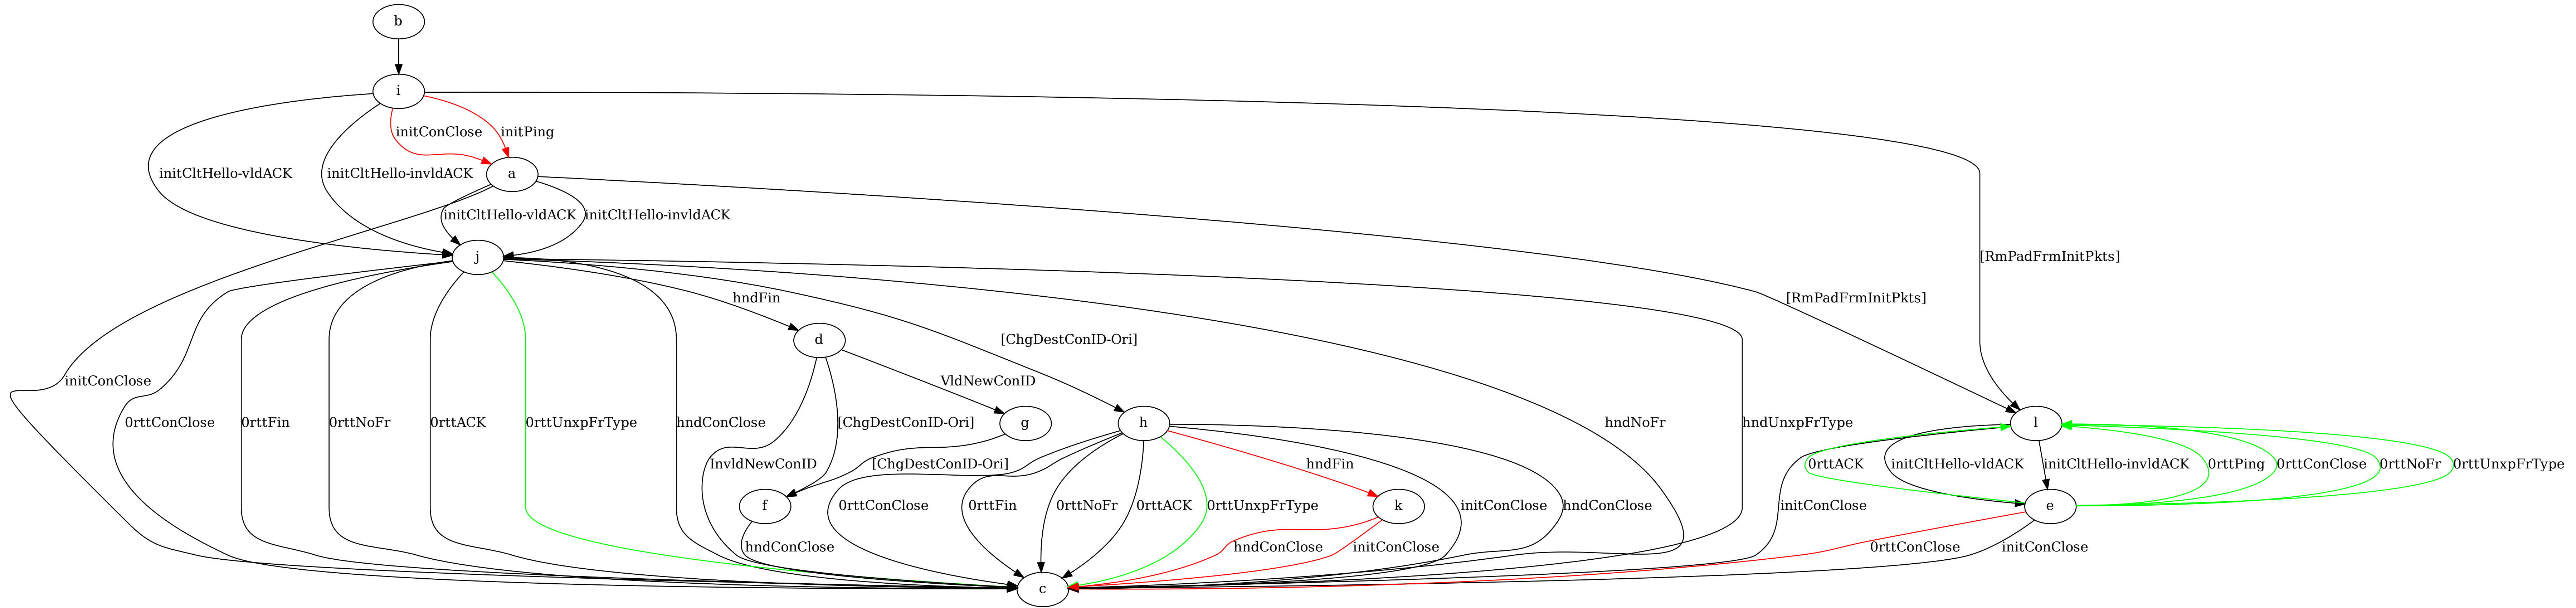 b
i
initConClose
initPing
initCltHello-vldACK
initCltHello-invldACK
a
initCltHello-vldACK
initCltHello-invldACK
j
[RmPadFrmInitPkts]
hndFin
[RmPadFrmInitPkts]
d
[ChgDestConID-Ori]
initConClose
VldNewConID
0rttConClose
0rttFin
0rttNoFr
0rttACK
0rttUnxpFrType
hndConClose
[ChgDestConID-Ori]
g
h
hndNoFr
hndUnxpFrType
l
InvldNewConID
[ChgDestConID-Ori]
hndFin
0rttACK
initCltHello-vldACK
initCltHello-invldACK
0rttPing
0rttConClose
0rttNoFr
0rttUnxpFrType
f
0rttConClose
0rttFin
0rttNoFr
0rttACK
0rttUnxpFrType
k
initConClose
hndConClose
initConClose
e
hndConClose
hndConClose
initConClose
0rttConClose
initConClose
c